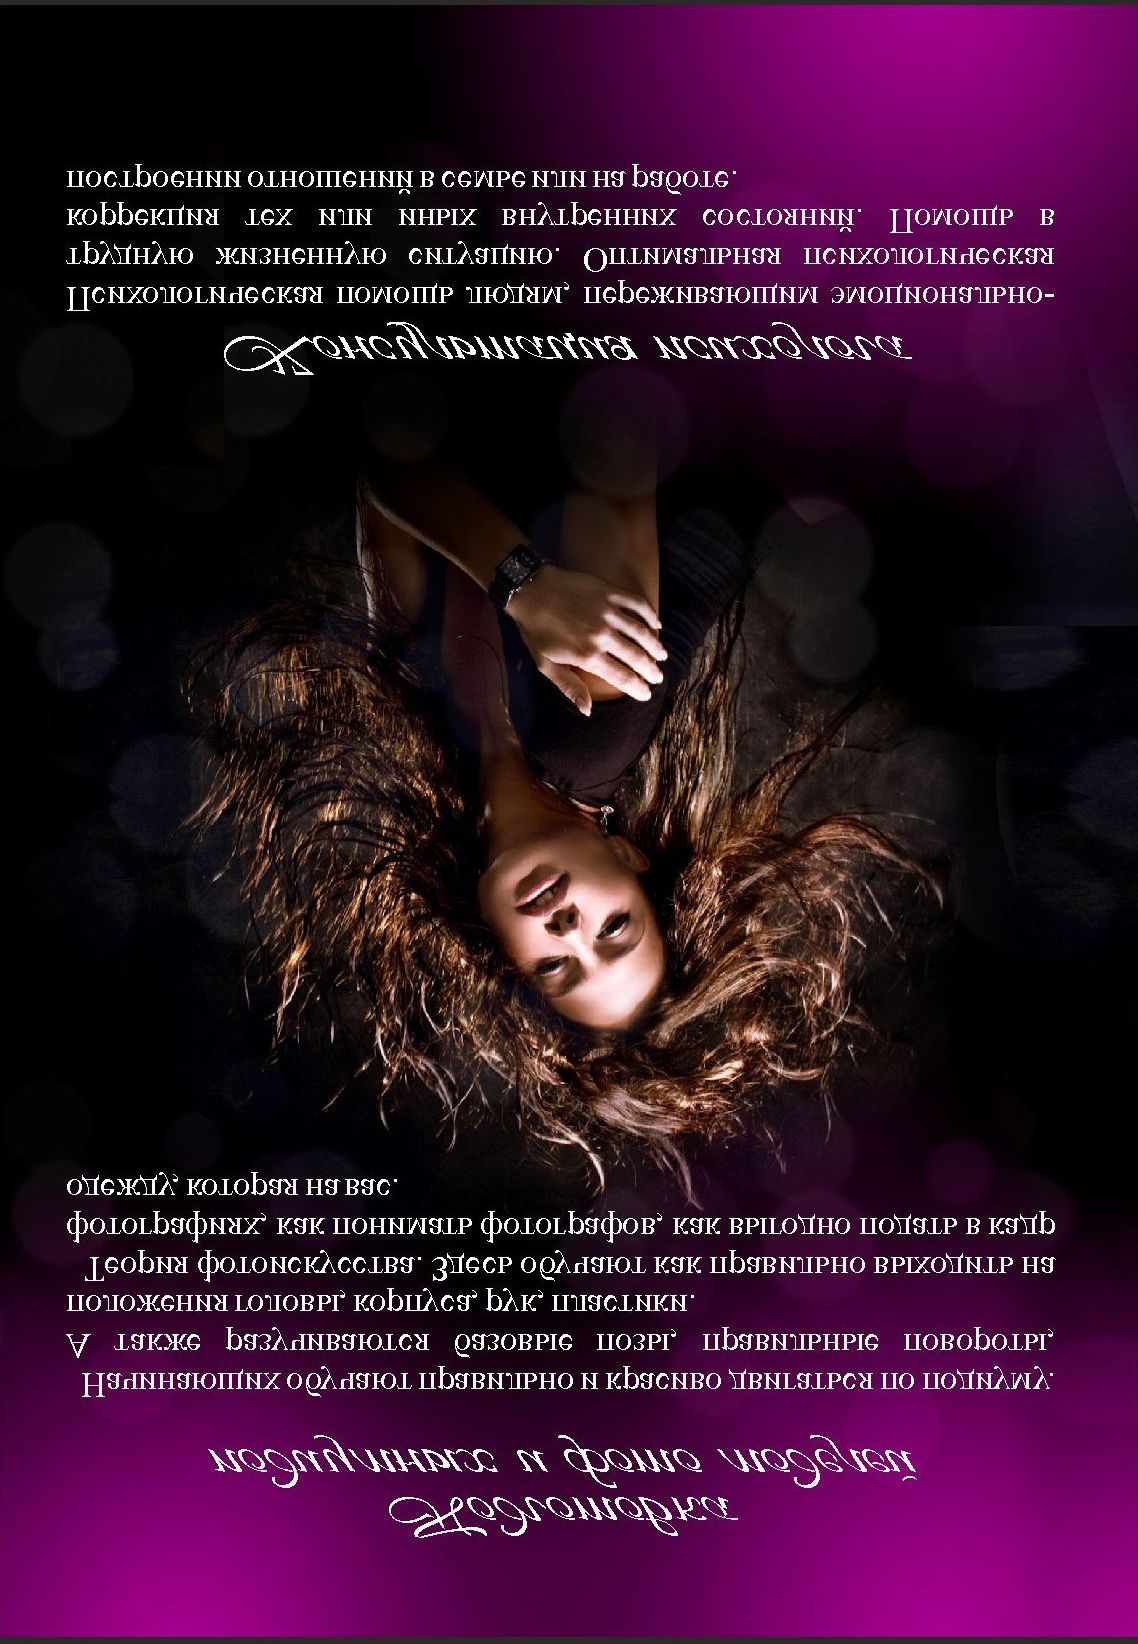 Подготовка
подиумных и фото моделей
Начинающих обучают правильно и красиво двигаться по подиуму.
А также разучиваются базовые позы, правильные повороты,
положения головы, корпуса, рук, пластики.
Теория фотоискусства. Здесь обучают как правильно выходить на
фотографиях, как понимать фотографов, как выгодно подать в кадр
одежду, которая на вас.
Консультация психолога
Психологическая помощь людям, переживающим эмоционально-
трудную жизненную ситуацию. Оптимальная психологическая
коррекция тех или иных внутренних состояний. Помощь в
построении отношений в семье или на работе.